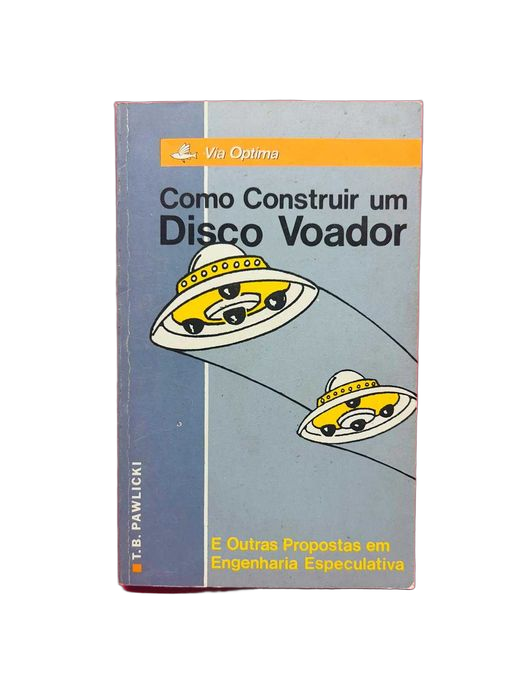 Via Optima
Como Construir um
Disco Voador
T. B. PAWLICKI
E Outras Propostas em
Engenharia Especulativa